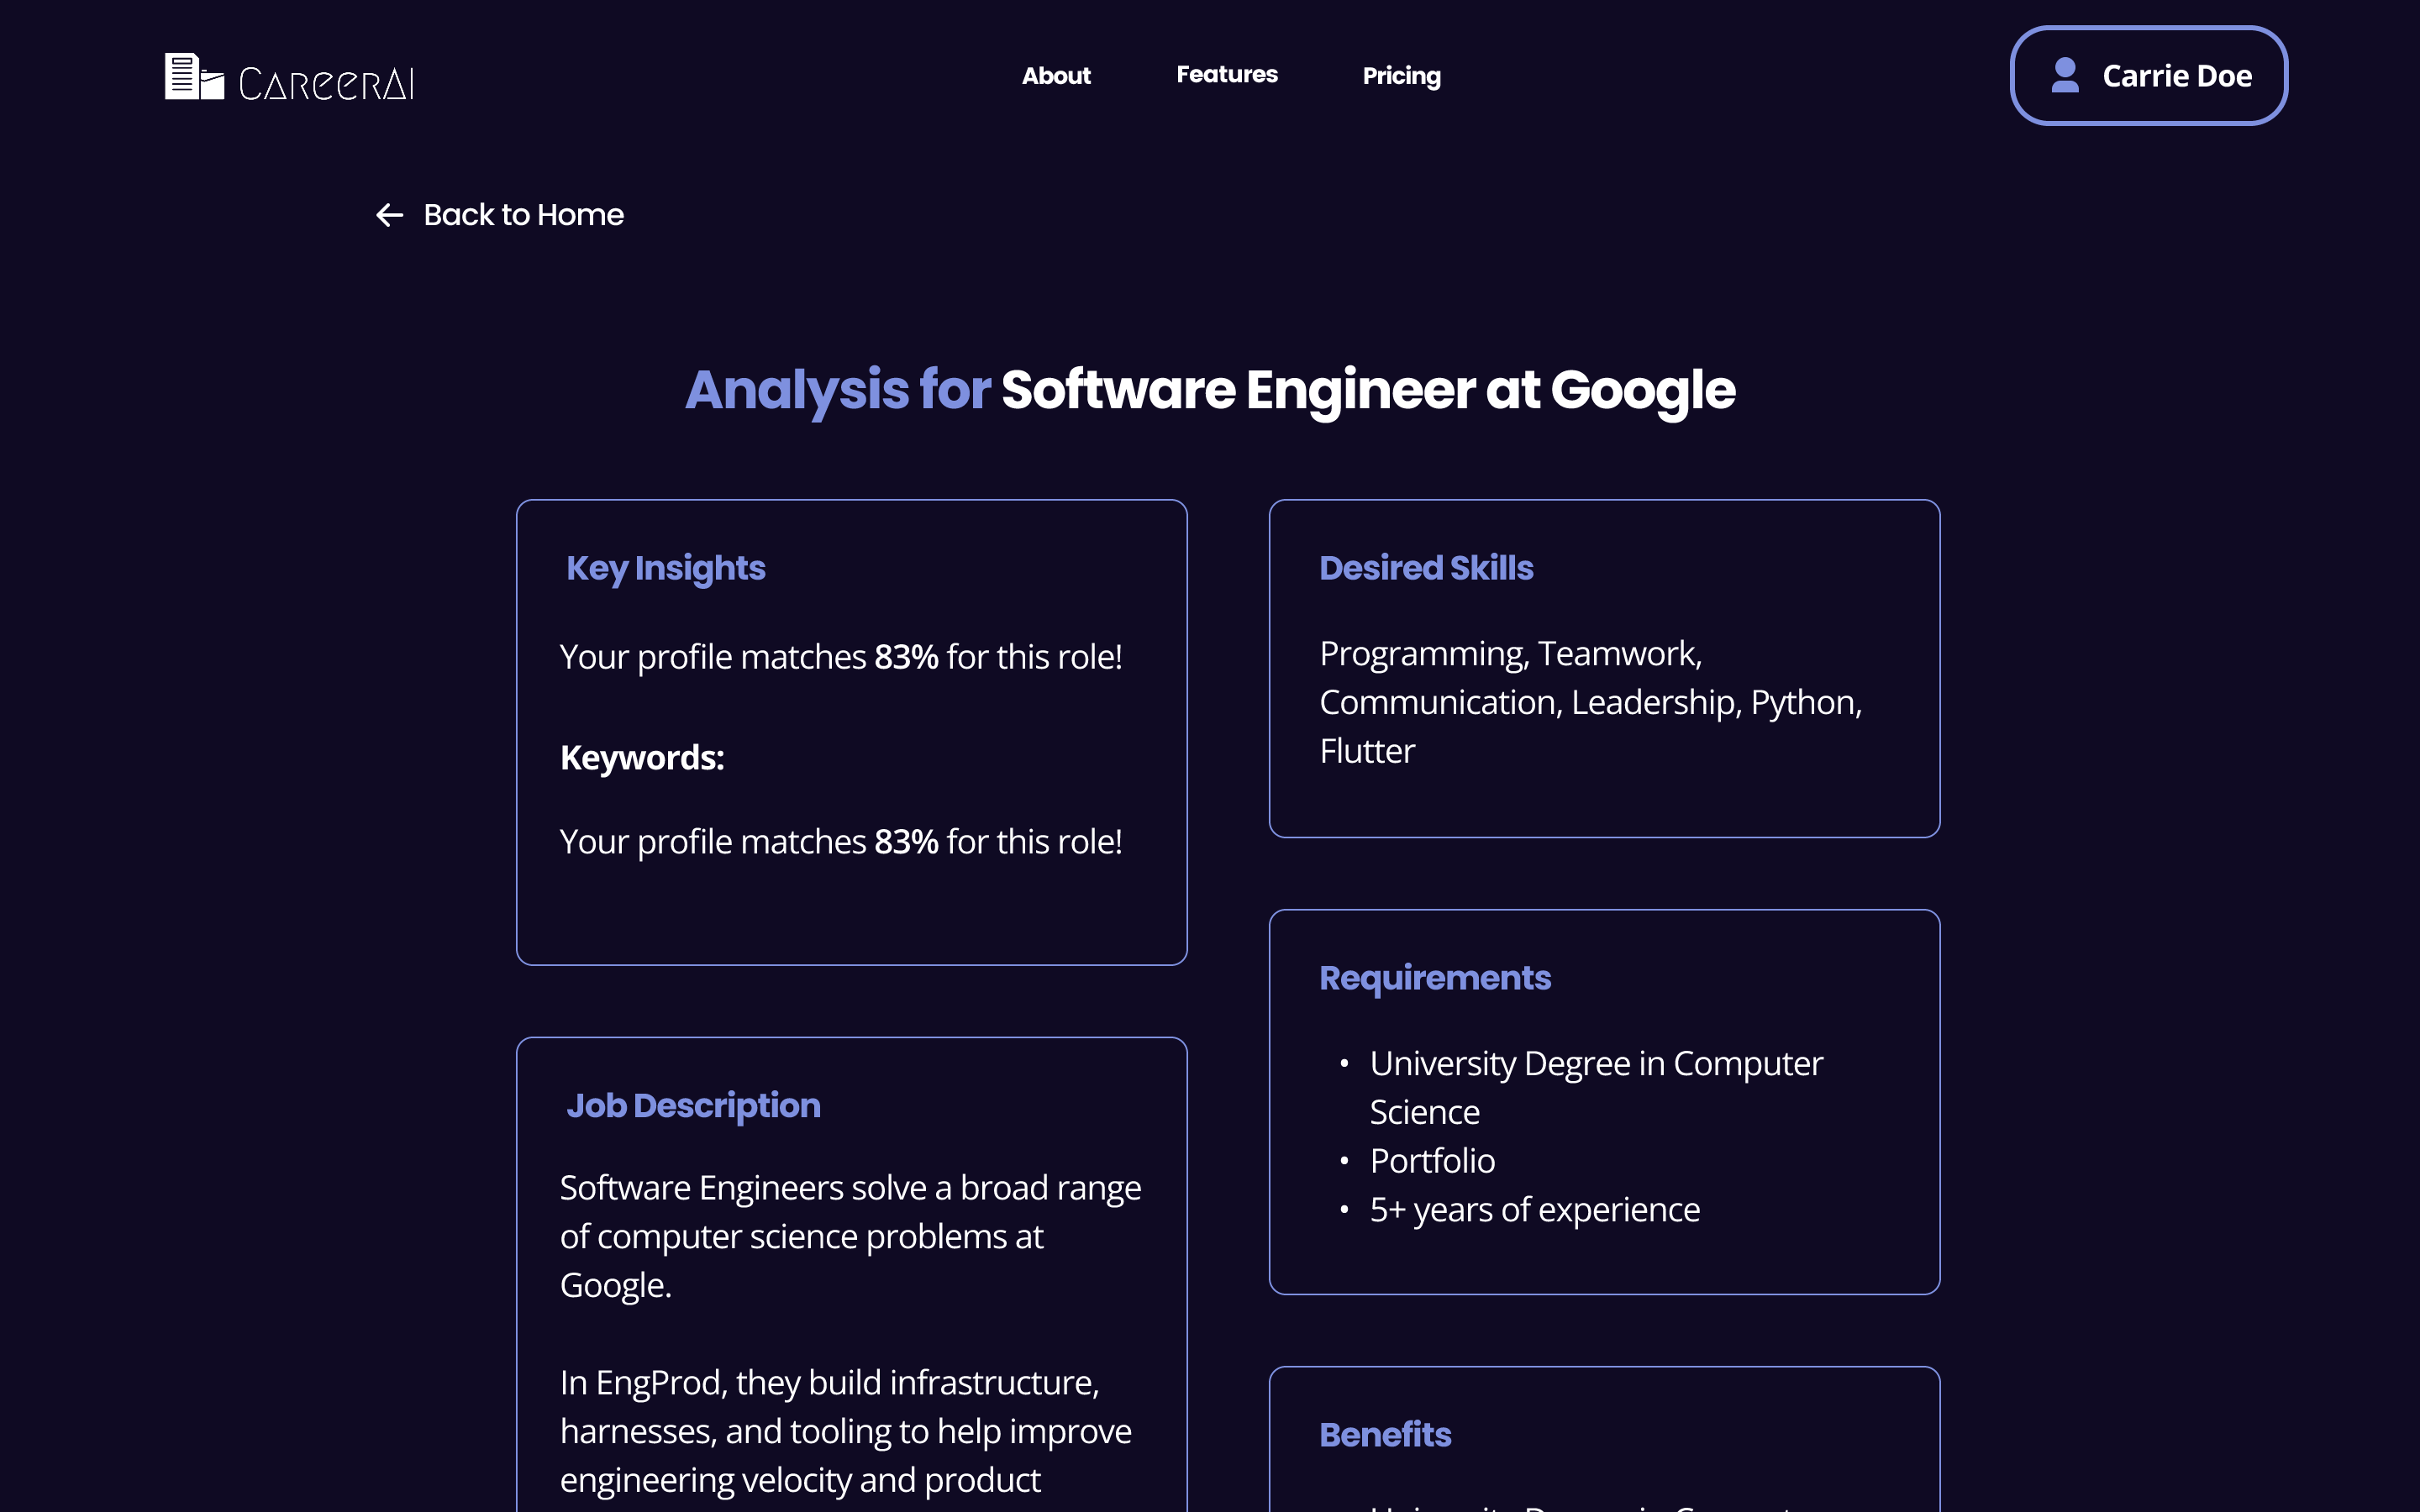 CareerAI
About
Features
Pricing
Carrie Doe
Back to Home
Analysis for Software Engineer at Google
Key Insights
Your profile matches 83% for this role!
Keywords:
Your profile matches 83% for this role!
Job Description
Software Engineers solve a broad range
of computer science problems at
Google.
In EngProd, they build infrastructure,
harnesses, and tooling to help improve
engineering velocity and product
Desired Skills
Programming, Teamwork,
Communication, Leadership, Python,
Flutter
Requirements
• University Degree in Computer
Science
• Portfolio
• 5+ years of experience
Benefits